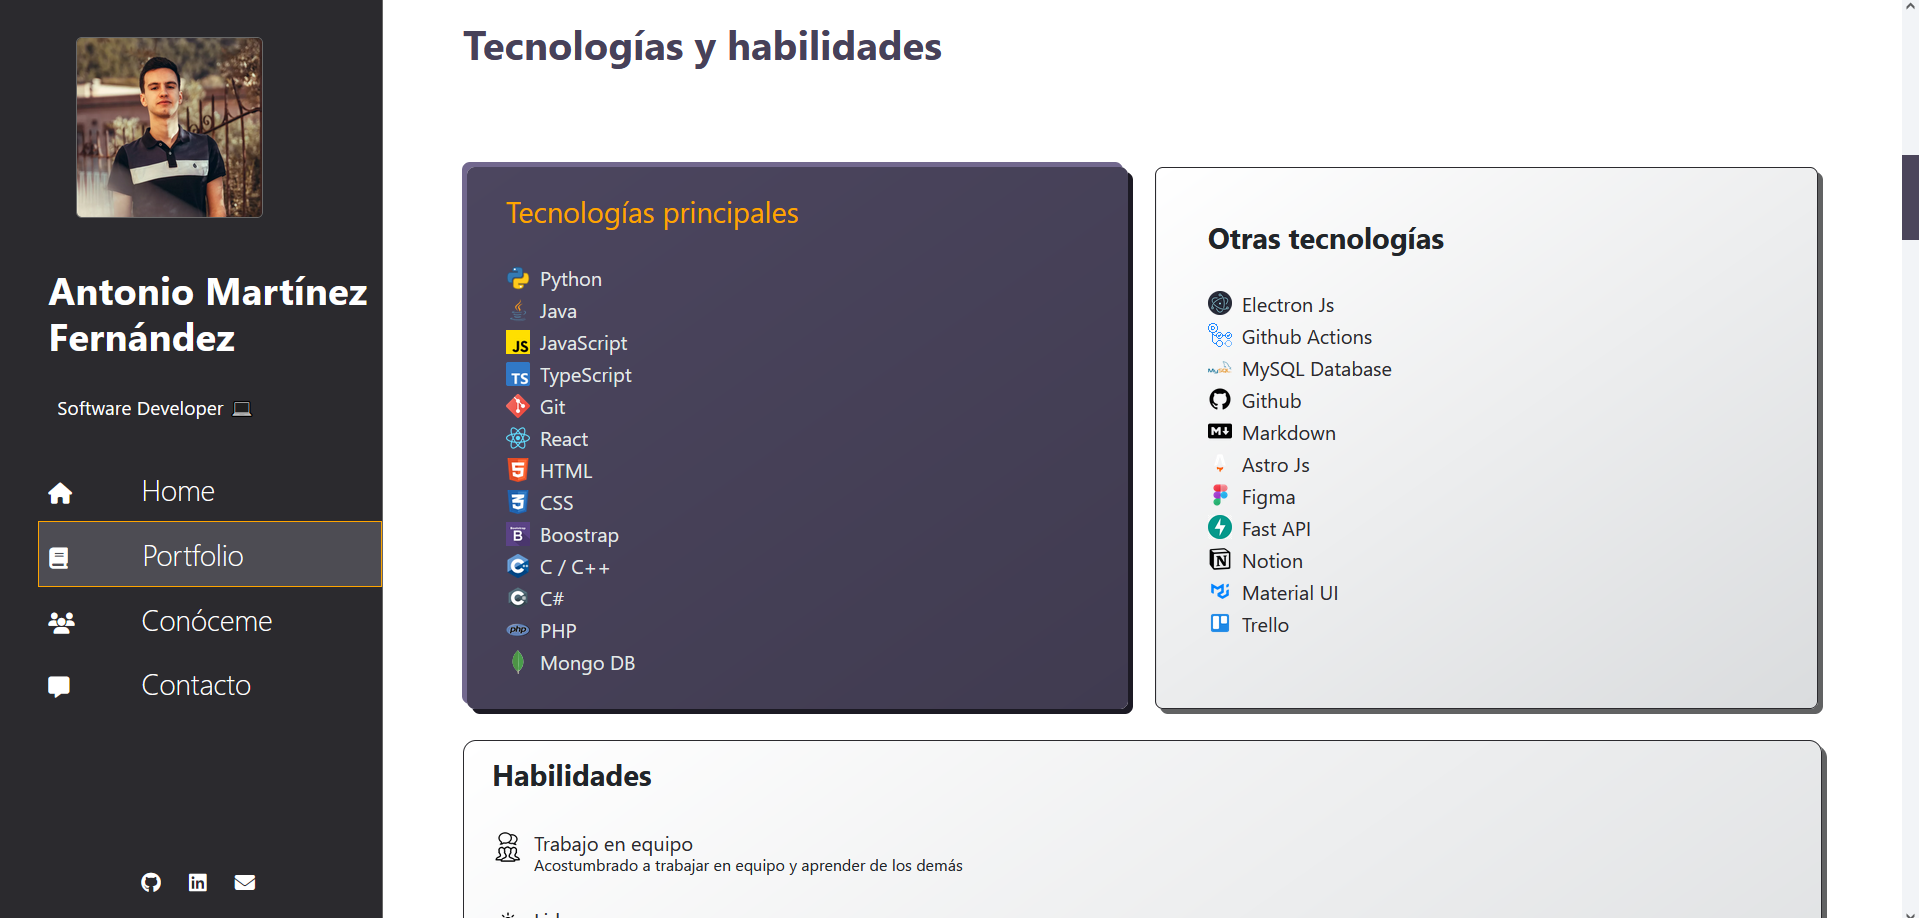 Antonio Martínez
Fernández
Software Developer
Home
Portfolio
Conóceme
Contacto
Tecnologías y habilidades
Tecnologías principales
Python
Java
JS JavaScript
TS TypeScript
Git
React
HTML
CSS
B Boostrap
C / C++
C#
php PHP
Mongo DB
Otras tecnologías
Electron Js
Github Actions
MySQL MySQL Database
Github
M Markdown
Astro Js
Figma
Fast API
N Notion
Material UI
Trello
Habilidades
Trabajo en equipo
Acostumbrado a trabajar en equipo y aprender de los demás